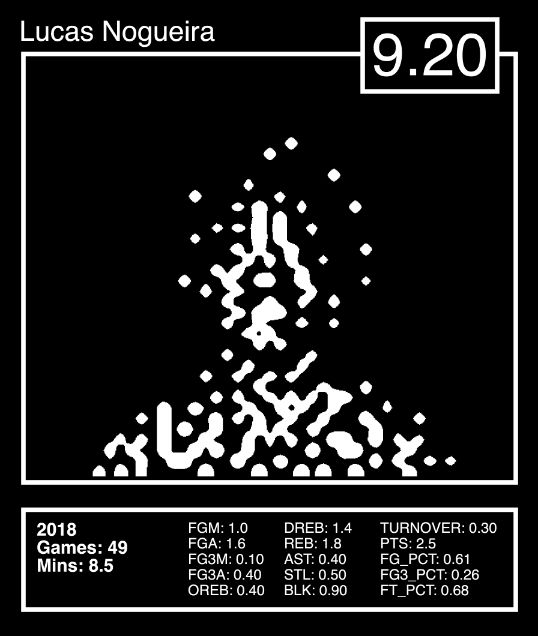 Lucas Nogueira
9.20
2018
Games: 49
Mins: 8.5
FGM: 1.0
FGA: 1.6
FG3M: 0.10
FG3A: 0.40
OREB: 0.40
DREB: 1.4
REB: 1.8
AST: 0.40
STL: 0.50
BLK: 0.90
TURNOVER: 0.30
PTS: 2.5
FG_PCT: 0.61
FG3_PCT: 0.26
FT_PCT: 0.68